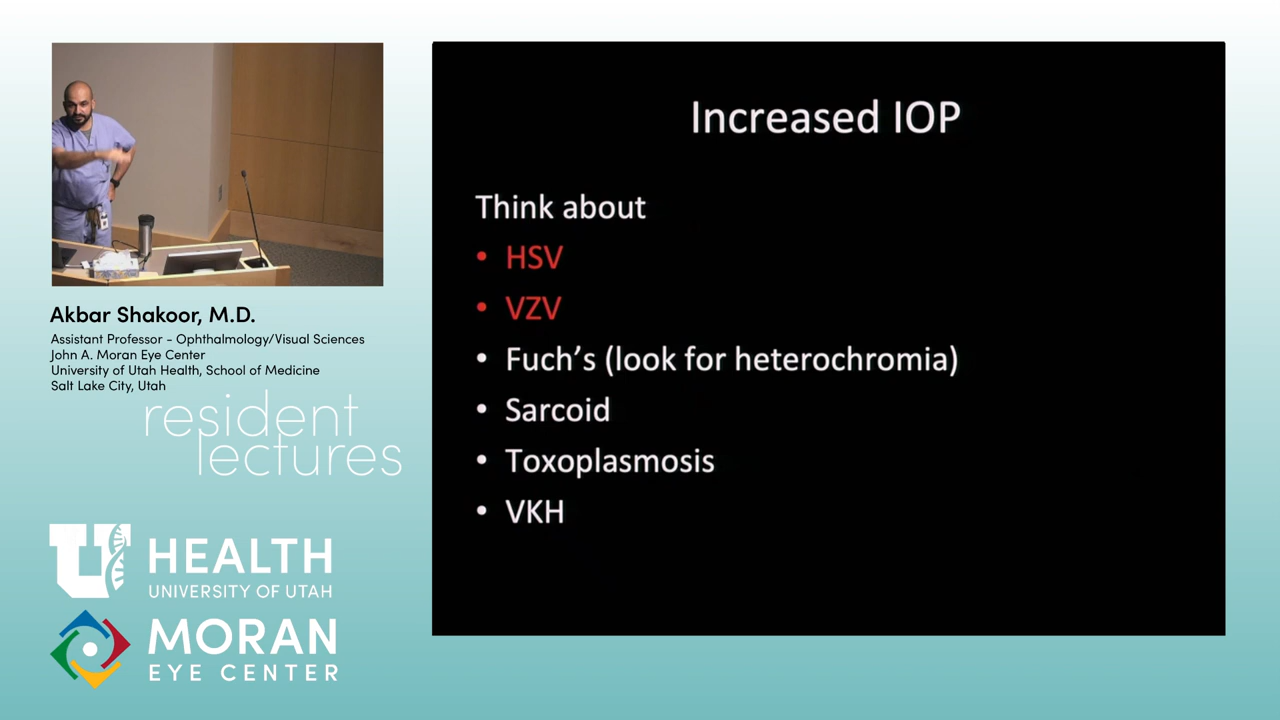 Increased IOP
Think about
• HSV
• VZV
• Fuch’s (look for heterochromia)
• Sarcoid
• Toxoplasmosis
• VKH
Akbar Shakoor, M.D.
Assistant Professor - Ophthalmology/Visual Sciences
John A. Moran Eye Center
University of Utah Health, School of Medicine
Salt Lake City, Utah
resident
lectures
U HEALTH
UNIVERSITY OF UTAH
MORAN
EYE CENTER